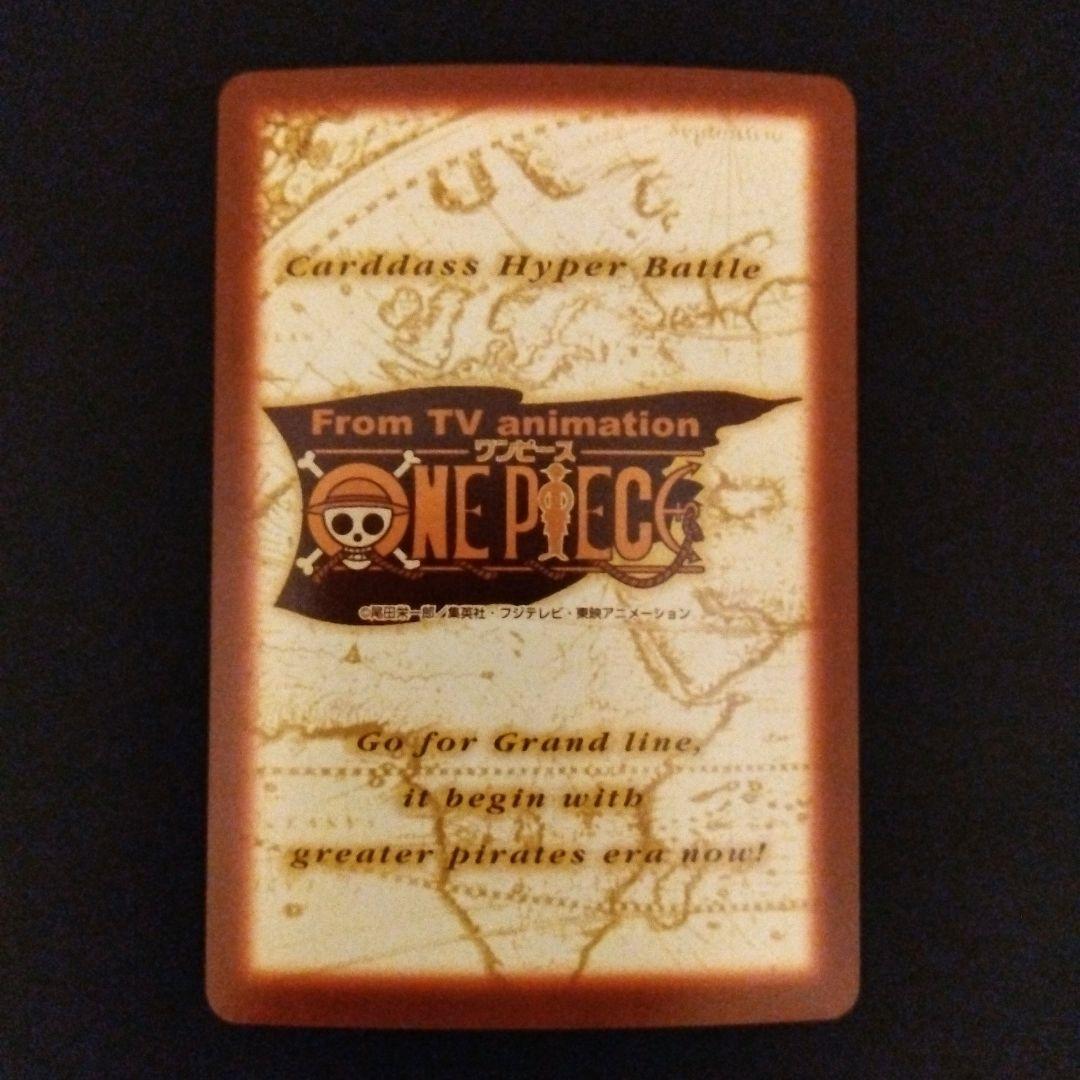 Carddass Hyper Battle
From TV animation
ワンピース
ONE PIECE
©尾田栄一郎/集英社・フジテレビ・東映アニメーション
Go for Grand line,
it begin with
greater pirates era now!